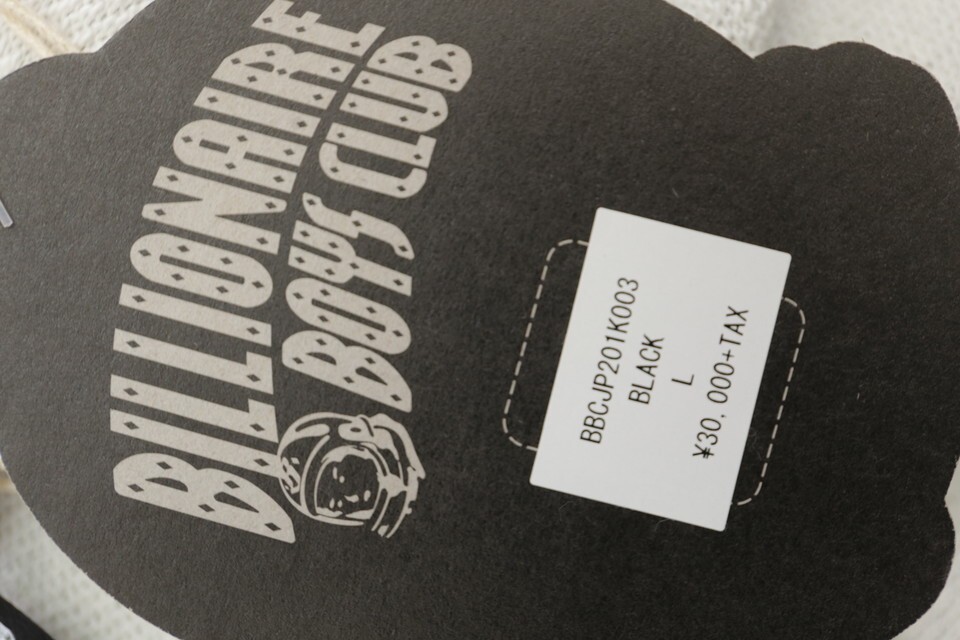 BILLIONAIRE
BOYS CLUB
BBCJP201K003
BLACK
L
¥30,000+TAX